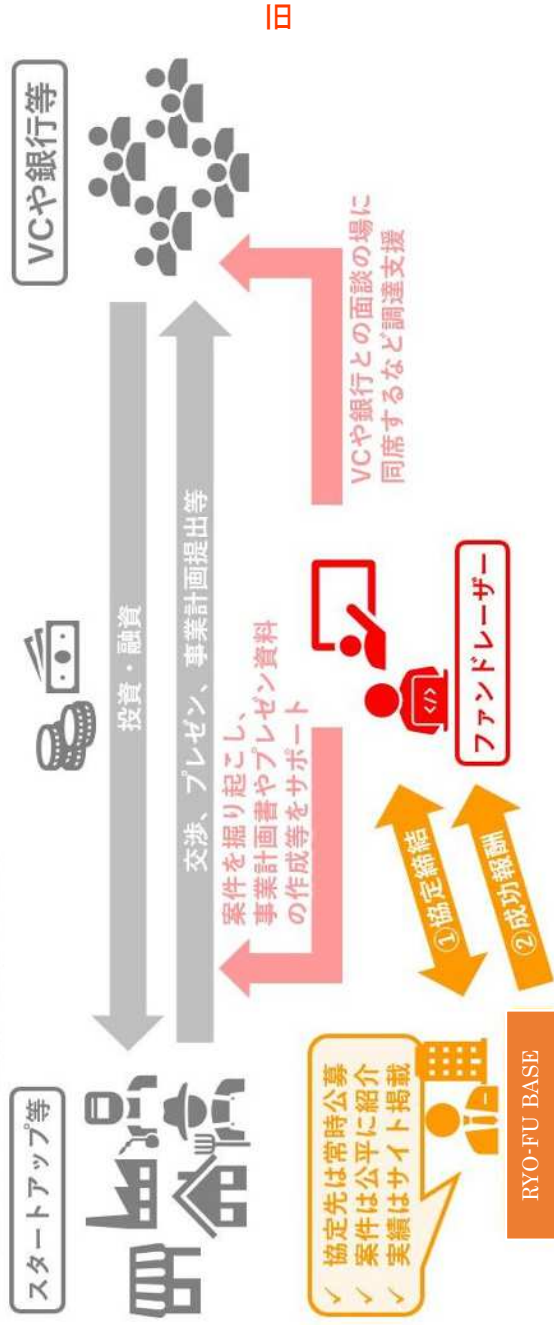 旧
スタートアップ等
VCや銀行等
投資・融資
交渉、プレゼン、事業計画提出等
案件を掘り起こし、
事業計画書やプレゼン資料
の作成等をサポート
VCや銀行との面談の場に
同席するなど調達支援
✓ 協定先は常時公募
✓ 案件は公平に紹介
✓ 実績はサイト掲載
①協定締結
②成功報酬
</>
ファンドレーザー
RYO-FU BASE